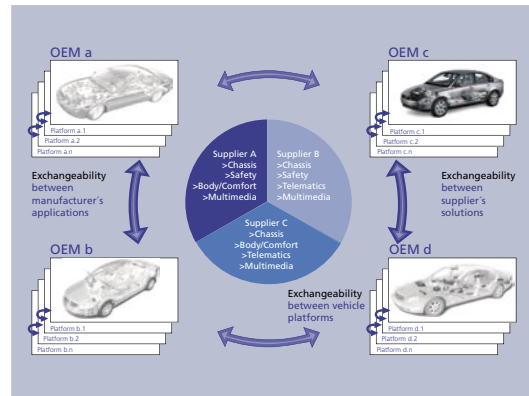 OEM a
OEM c
Platform a.1
Platform a.2
Platform a.n
Platform c.1
Platform c.2
Platform c.n
Supplier A
>Chassis
>Safety
>Body/Comfort
>Multimedia
Supplier B
>Chassis
>Safety
>Telematics
>Multimedia
Supplier C
>Chassis
>Body/Comfort
>Telematics
>Multimedia
Exchangeability
between
manufacturer´s
applications
Exchangeability
between
supplier´s
solutions
OEM b
OEM d
Exchangeability
between vehicle
platforms
Platform b.1
Platform b.2
Platform b.n
Platform d.1
Platform d.2
Platform d.n